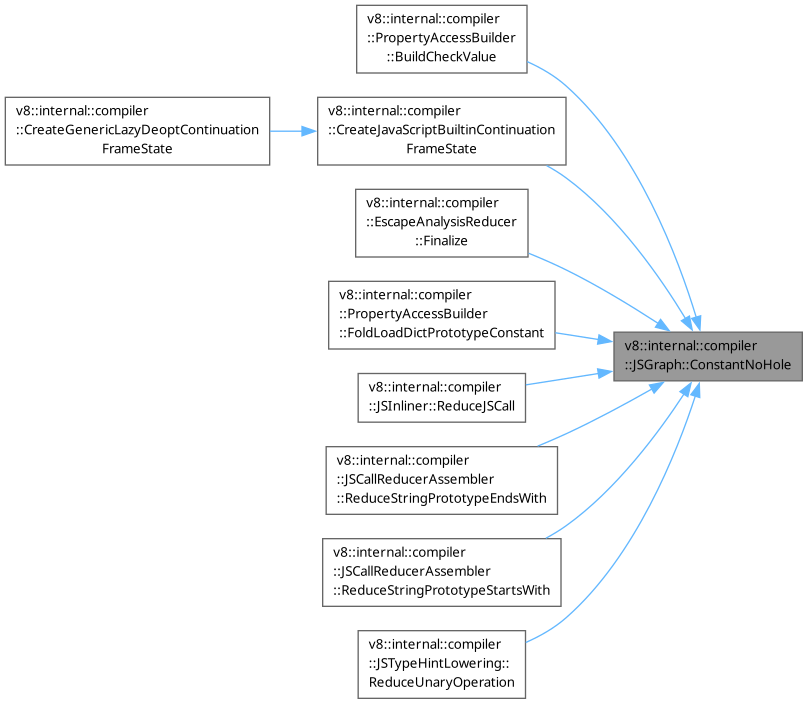 v8::internal::compiler
::PropertyAccessBuilder
::BuildCheckValue
v8::internal::compiler
::CreateGenericLazyDeoptContinuation
FrameState
v8::internal::compiler
::CreateJavaScriptBuiltinContinuation
FrameState
v8::internal::compiler
::EscapeAnalysisReducer
::Finalize
v8::internal::compiler
::PropertyAccessBuilder
::FoldLoadDictPrototypeConstant
v8::internal::compiler
::JSGraph::ConstantNoHole
v8::internal::compiler
::JSInliner::ReduceJSCall
v8::internal::compiler
::JSCallReducerAssembler
::ReduceStringPrototypeEndsWith
v8::internal::compiler
::JSCallReducerAssembler
::ReduceStringPrototypeStartsWith
v8::internal::compiler
::JSTypeHintLowering::
ReduceUnaryOperation